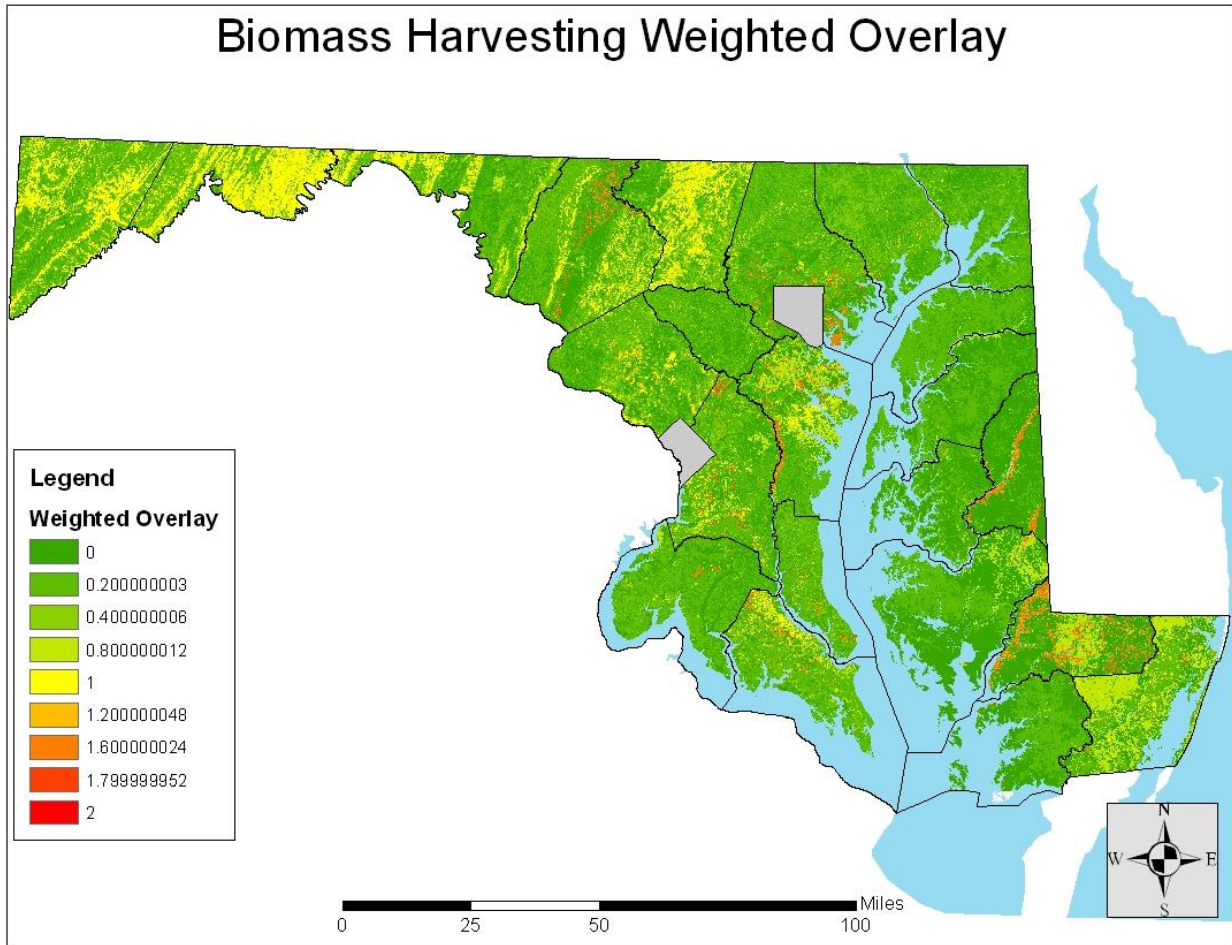 Biomass Harvesting Weighted Overlay
Legend
Weighted Overlay
0
0.200000003
0.400000006
0.800000012
1
1.200000048
1.600000024
1.799999952
2
N
W E
S
Miles
0 25 50 100